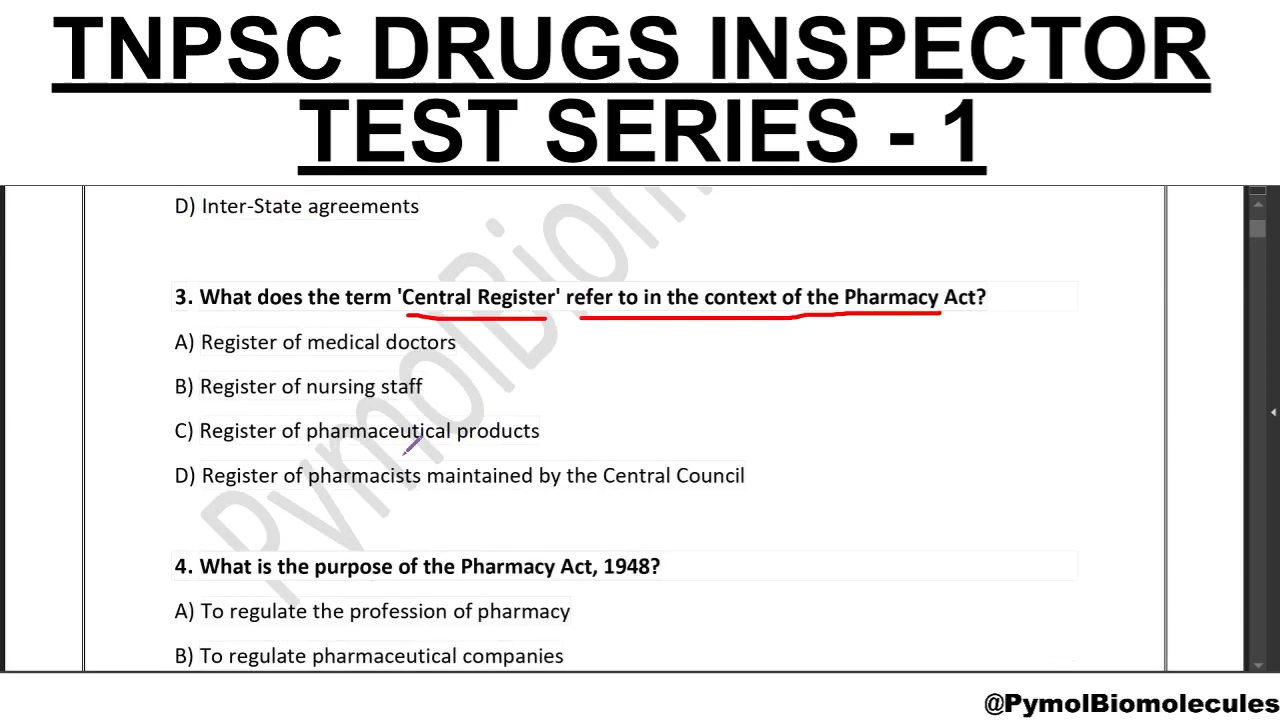 TNPSC DRUGS INSPECTOR
TEST SERIES - 1
D) Inter-State agreements
3. What does the term 'Central Register' refer to in the context of the Pharmacy Act?
A) Register of medical doctors
B) Register of nursing staff
C) Register of pharmaceutical products
D) Register of pharmacists maintained by the Central Council
4. What is the purpose of the Pharmacy Act, 1948?
A) To regulate the profession of pharmacy
B) To regulate pharmaceutical companies
PymolBiom
@PymolBiomolecules